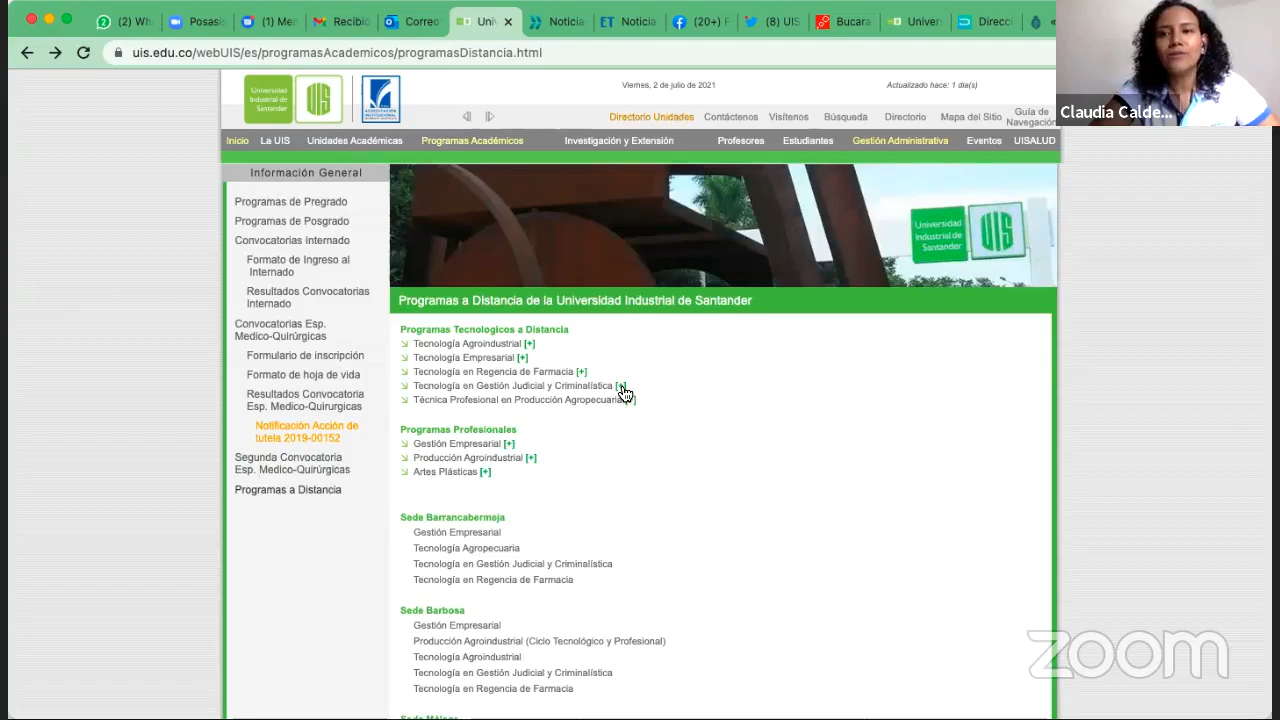 (2) Wh
Posasis
(1) Men
Recibid
Correo
Uni
Noticia
Noticia
(20+) F
(8) UIS
Bucara
Univers
Direcci
uis.edu.co/webUIS/es/programasAcademicos/programasDistancia.html
Claudia Calde...
Universidad
Industrial de
Santander
UIS
Viernes, 2 de julio de 2021
Actualizado hace: 1 día(s)
Directorio Unidades
Contáctenos
Visítenos
Búsqueda
Directorio
Mapa del Sitio
Guía de
Navegación
Inicio
La UIS
Unidades Académicas
Programas Académicos
Investigación y Extensión
Profesores
Estudiantes
Gestión Administrativa
Eventos
UISALUD
Información General
Programas de Pregrado
Programas de Posgrado
Convocatorias Internado
Formato de Ingreso al
Internado
Resultados Convocatorias
Internado
Convocatorias Esp.
Medico-Quirúrgicas
Formulario de inscripción
Formato de hoja de vida
Resultados Convocatoria
Esp. Medico-Quirurgicas
Notificación Acción de
tutela 2019-00152
Segunda Convocatoria
Esp. Medico-Quirúrgicas
Programas a Distancia
Universidad
Industrial de
Santander
UIS
Programas a Distancia de la Universidad Industrial de Santander
Programas Tecnologicos a Distancia
Tecnología Agroindustrial [+]
Tecnología Empresarial [+]
Tecnología en Regencia de Farmacia [+]
Tecnología en Gestión Judicial y Criminalística [+]
Técnica Profesional en Producción Agropecuaria
Programas Profesionales
Gestión Empresarial [+]
Producción Agroindustrial [+]
Artes Plásticas [+]
Sede Barrancabermeja
Gestión Empresarial
Tecnología Agropecuaria
Tecnología en Gestión Judicial y Criminalística
Tecnología en Regencia de Farmacia
Sede Barbosa
Gestión Empresarial
Producción Agroindustrial (Ciclo Tecnológico y Profesional)
Tecnología Agroindustrial
Tecnología en Gestión Judicial y Criminalística
Tecnología en Regencia de Farmacia
Sede Málaga
zoom